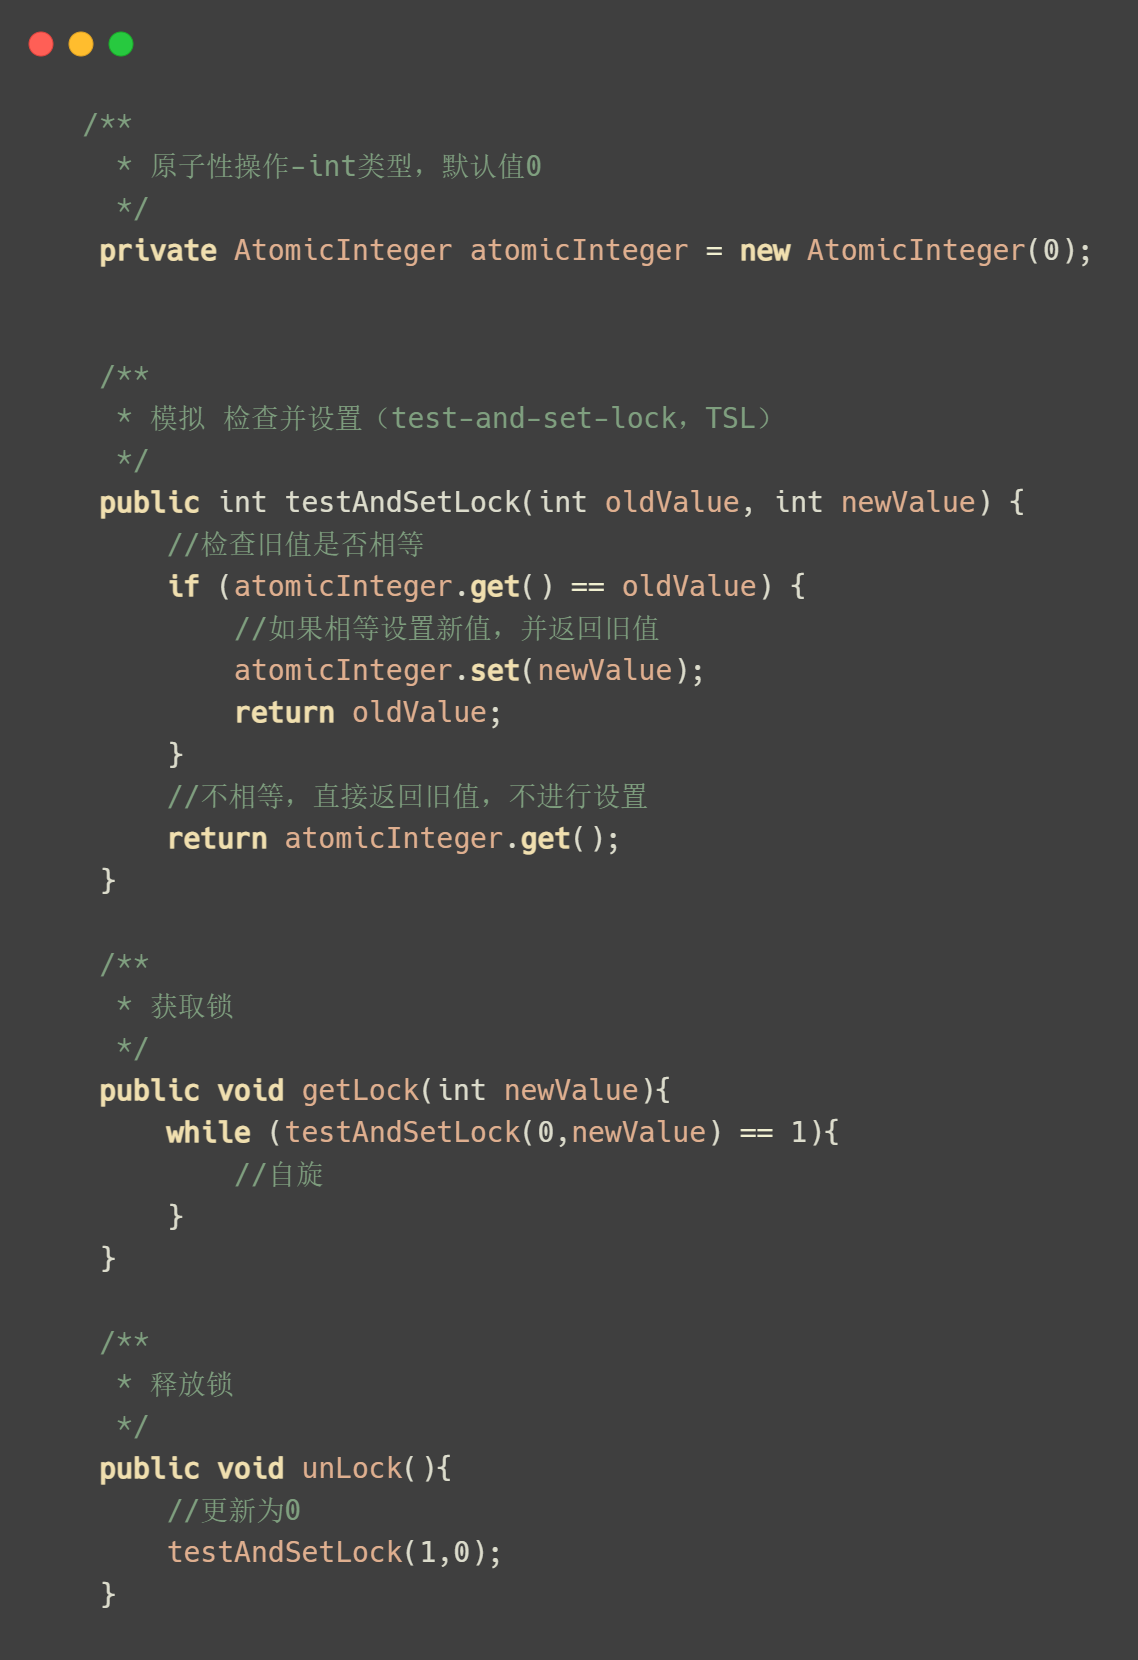 /**
 * 原子性操作-int类型，默认值0
 */
private AtomicInteger atomicInteger = new AtomicInteger(0);
/**
 * 模拟 检查并设置（test-and-set-lock，TSL）
 */
public int testAndSetLock(int oldValue, int newValue) {
    //检查旧值是否相等
    if (atomicInteger.get() == oldValue) {
        //如果相等设置新值，并返回旧值
        atomicInteger.set(newValue);
        return oldValue;
    }
    //不相等，直接返回旧值，不进行设置
    return atomicInteger.get();
}
/**
 * 获取锁
 */
public void getLock(int newValue){
    while (testAndSetLock(0,newValue) == 1){
        //自旋
    }
}
/**
 * 释放锁
 */
public void unLock(){
    //更新为0
    testAndSetLock(1,0);
}